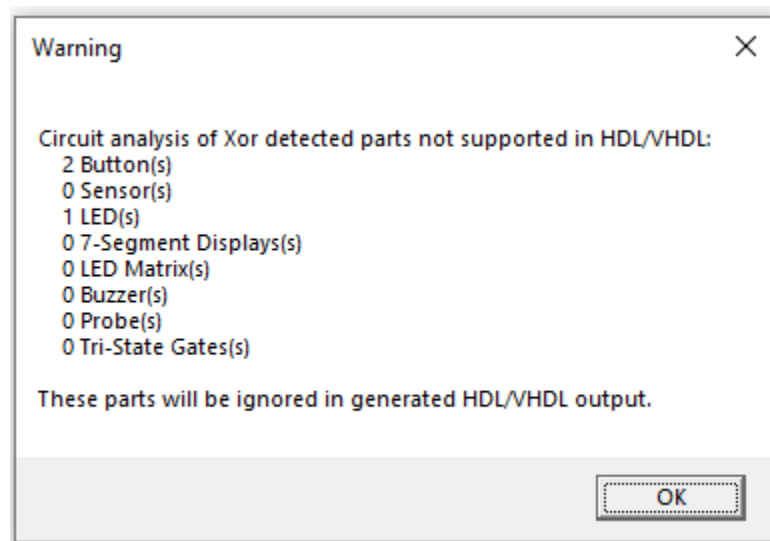 Warning
Circuit analysis of Xor detected parts not supported in HDL/VHDL:
2 Button(s)
0 Sensor(s)
1 LED(s)
0 7-Segment Displays(s)
0 LED Matrix(s)
0 Buzzer(s)
0 Probe(s)
0 Tri-State Gates(s)
These parts will be ignored in generated HDL/VHDL output.
OK